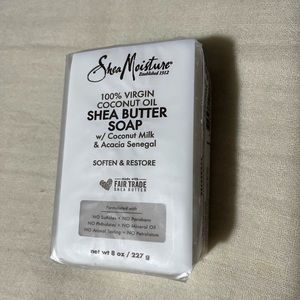 SheaMoisture
Established 1912
100% VIRGIN
COCONUT OIL
SHEA BUTTER
SOAP
w/ Coconut Milk
& Acacia Senegal
SOFTEN & RESTORE
made with
FAIR TRADE
SHEA BUTTER
Formulated with
NO Sulfates • NO Parabens
NO Phthalates • NO Mineral Oil
NO Animal Testing • NO Petrolatum
net wt 8 oz / 227 g